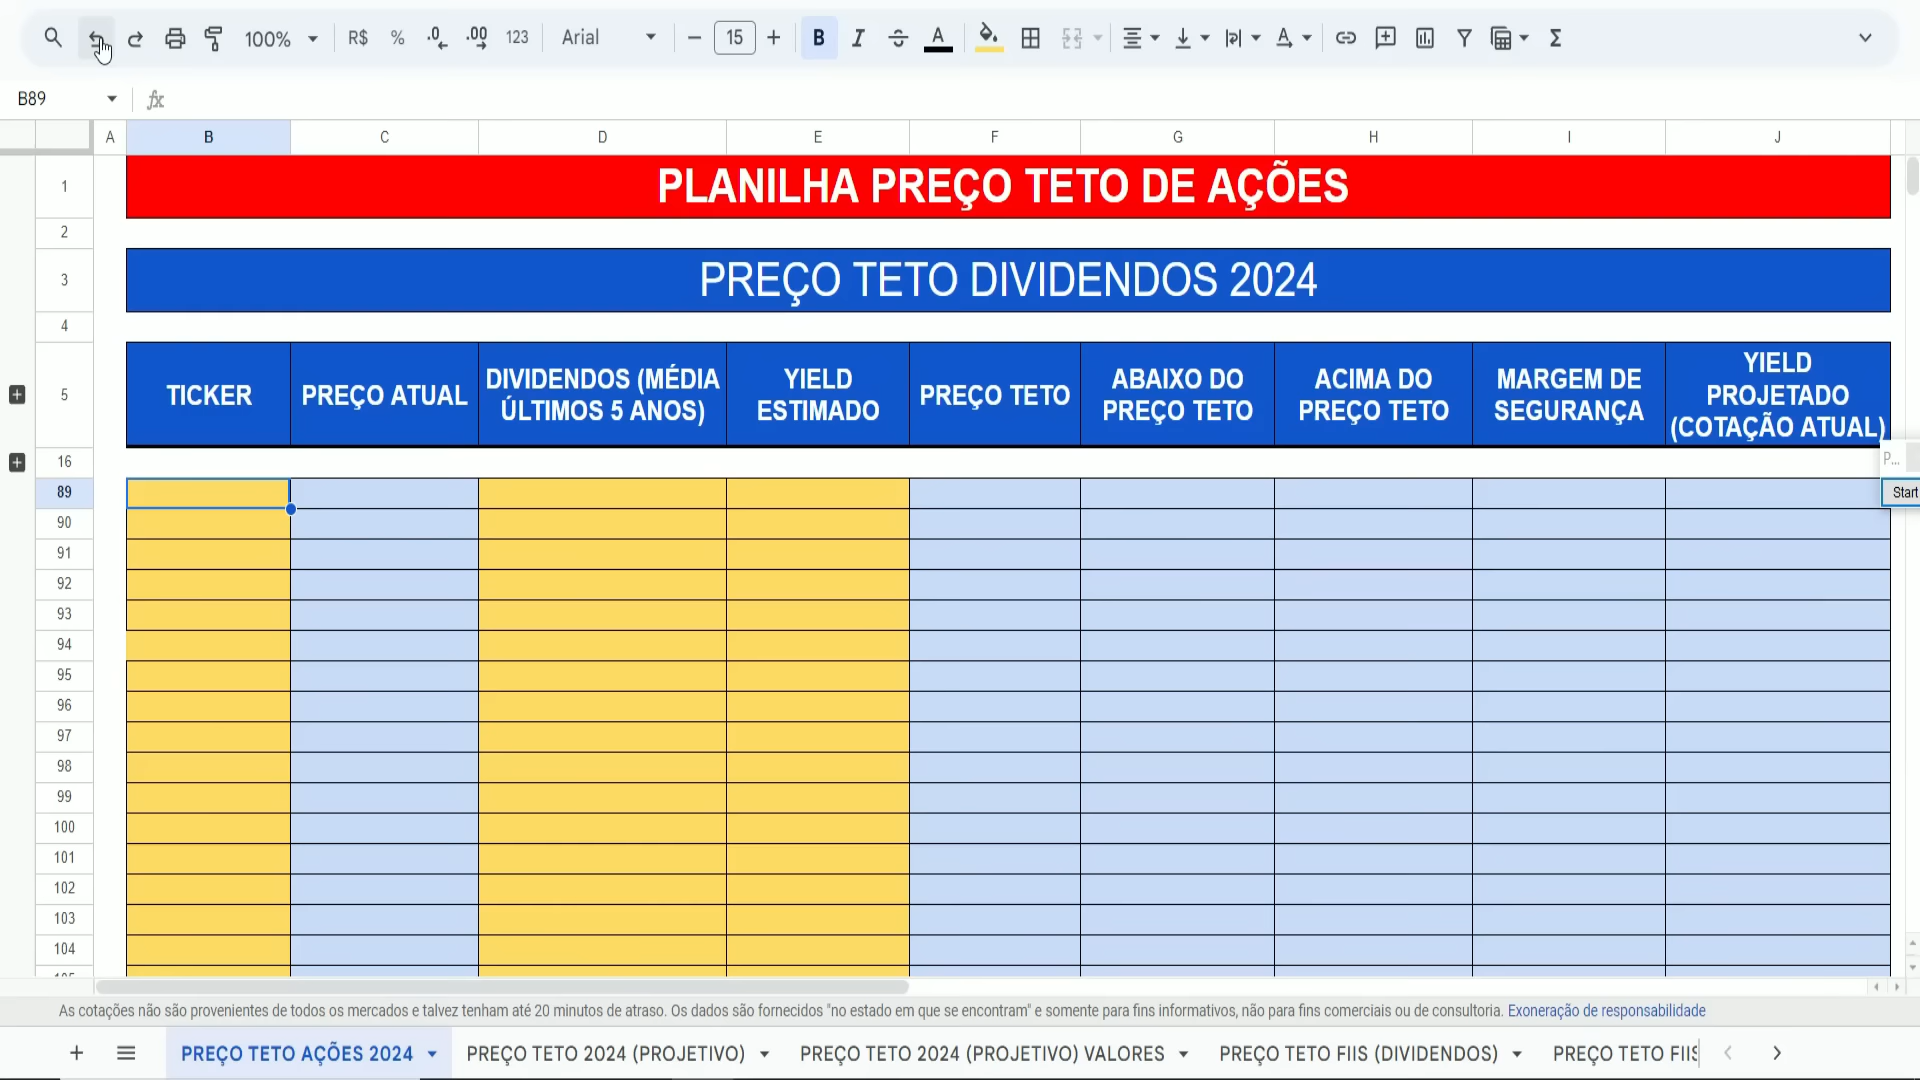 100% R$ % .0 .00 123 Arial 15 B I A A Σ
B89 fx
A B C D E F G H I J
1 PLANILHA PREÇO TETO DE AÇÕES
2
3 PREÇO TETO DIVIDENDOS 2024
4
5
TICKER
PREÇO ATUAL
DIVIDENDOS (MÉDIA
ÚLTIMOS 5 ANOS)
YIELD
ESTIMADO
PREÇO TETO
ABAIXO DO
PREÇO TETO
ACIMA DO
PREÇO TETO
MARGEM DE
SEGURANÇA
YIELD
PROJETADO
(COTAÇÃO ATUAL)
16 P...
89 Start
90
91
92
93
94
95
96
97
98
99
100
101
102
103
104
105
As cotações não são provenientes de todos os mercados e talvez tenham até 20 minutos de atraso. Os dados são fornecidos "no estado em que se encontram" e somente para fins informativos, não para fins comerciais ou de consultoria. Exoneração de responsabilidade
PREÇO TETO AÇÕES 2024 PREÇO TETO 2024 (PROJETIVO) PREÇO TETO 2024 (PROJETIVO) VALORES PREÇO TETO FIIS (DIVIDENDOS) PREÇO TETO FIIS